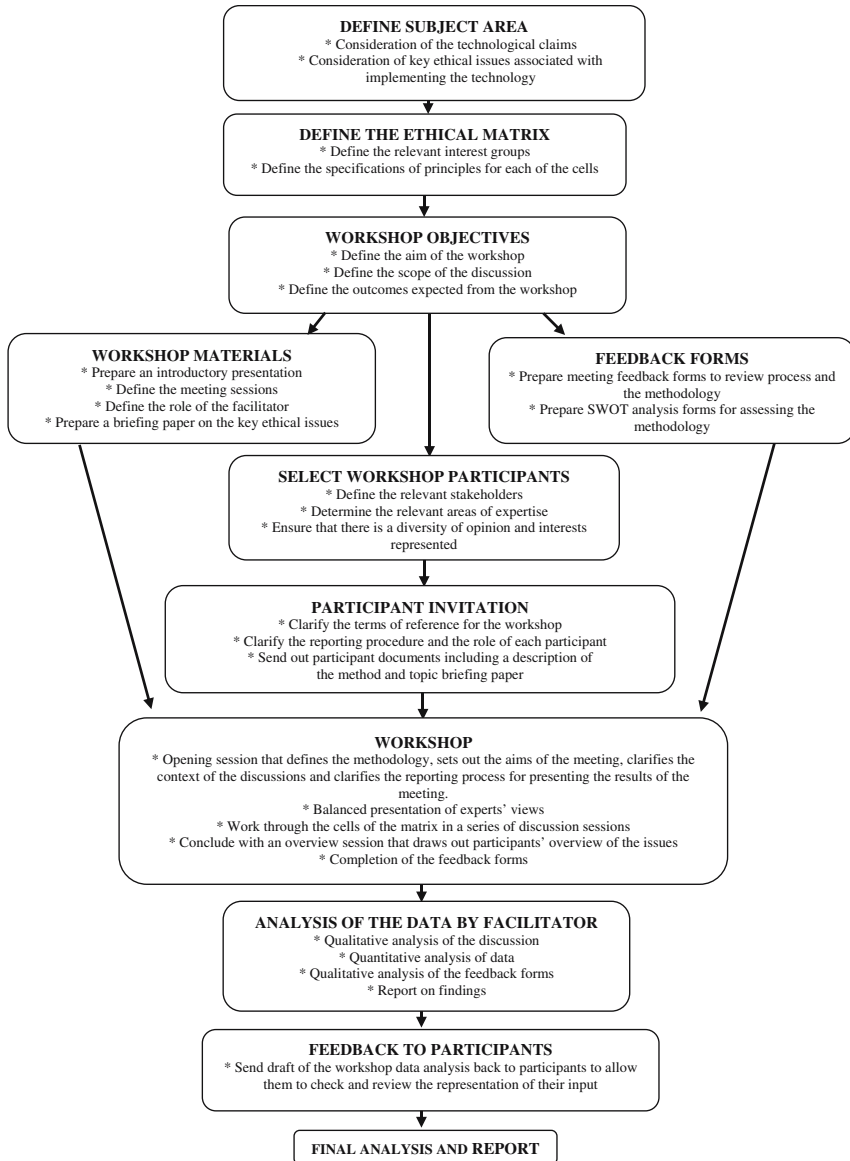 DEFINE SUBJECT AREA
* Consideration of the technological claims
* Consideration of key ethical issues associated with
implementing the technology
DEFINE THE ETHICAL MATRIX
* Define the relevant interest groups
* Define the specifications of principles for each of the cells
WORKSHOP OBJECTIVES
* Define the aim of the workshop
* Define the scope of the discussion
* Define the outcomes expected from the workshop
WORKSHOP MATERIALS
* Prepare an introductory presentation
* Define the meeting sessions
* Define the role of the facilitator
* Prepare a briefing paper on the key ethical issues
FEEDBACK FORMS
* Prepare meeting feedback forms to review process and
the methodology
* Prepare SWOT analysis forms for assessing the
methodology
SELECT WORKSHOP PARTICIPANTS
* Define the relevant stakeholders
* Determine the relevant areas of expertise
* Ensure that there is a diversity of opinion and interests
represented
PARTICIPANT INVITATION
* Clarify the terms of reference for the workshop
* Clarify the reporting procedure and the role of each participant
* Send out participant documents including a description of
the method and topic briefing paper
WORKSHOP
* Opening session that defines the methodology, sets out the aims of the meeting, clarifies the
context of the discussions and clarifies the reporting process for presenting the results of the
meeting.
* Balanced presentation of experts' views
* Work through the cells of the matrix in a series of discussion sessions
* Conclude with an overview session that draws out participants' overview of the issues
* Completion of the feedback forms
ANALYSIS OF THE DATA BY FACILITATOR
* Qualitative analysis of the discussion
* Quantitative analysis of data
* Qualitative analysis of the feedback forms
* Report on findings
FEEDBACK TO PARTICIPANTS
* Send draft of the workshop data analysis back to participants to allow
them to check and review the representation of their input
FINAL ANALYSIS AND REPORT